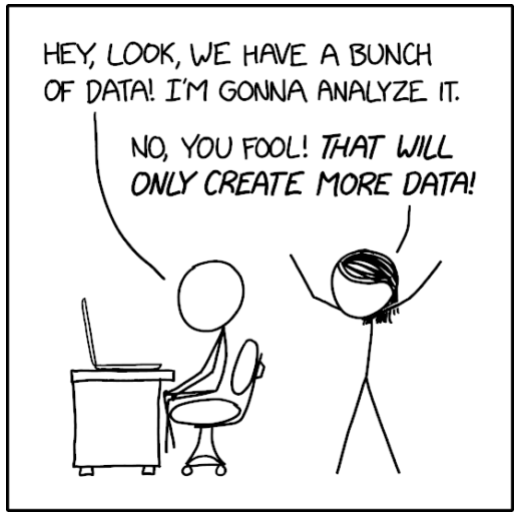 HEY, LOOK, WE HAVE A BUNCH
OF DATA! I'M GONNA ANALYZE IT.
NO, YOU FOOL! THAT WILL
ONLY CREATE MORE DATA!